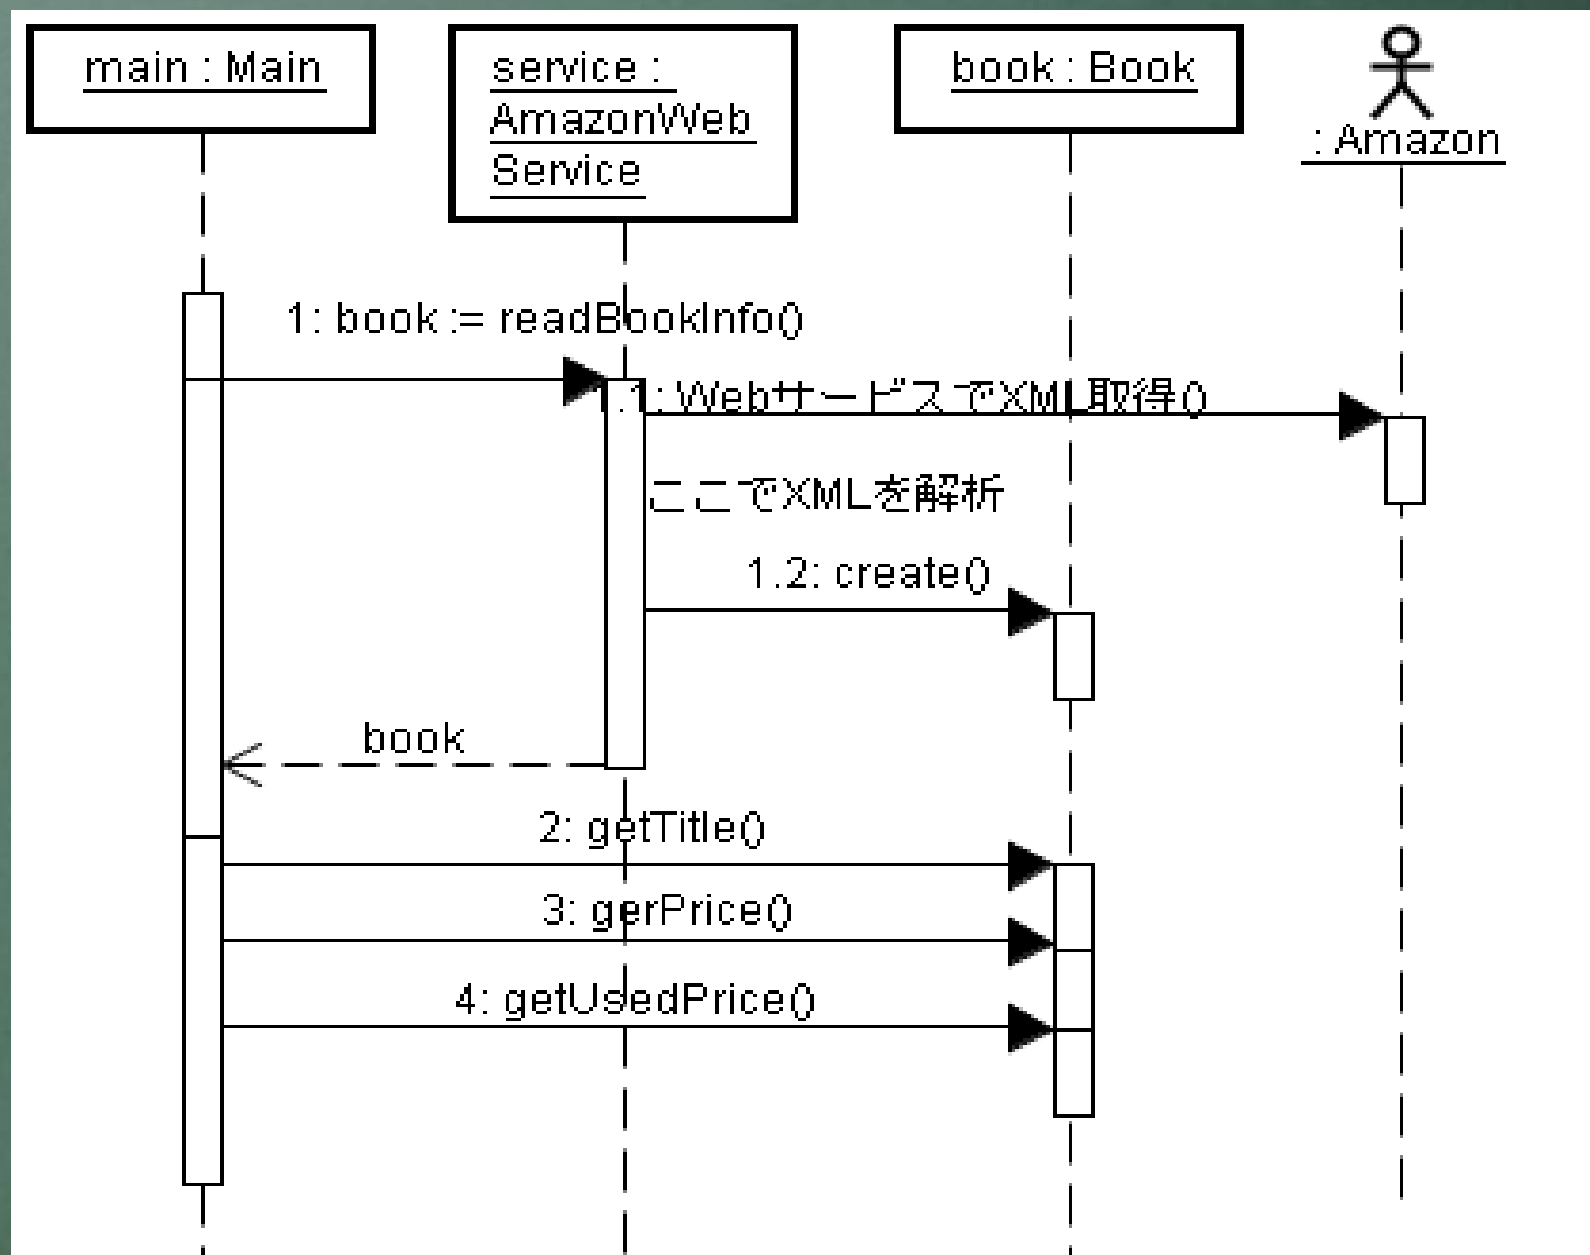 main : Main
service :
AmazonWeb
Service
book : Book
: Amazon
1: book := readBookInfo()
1.1: WebサービスでXML取得()
ここでXMLを解析
1.2: create()
book
2: getTitle()
3: gerPrice()
4: getUsedPrice()